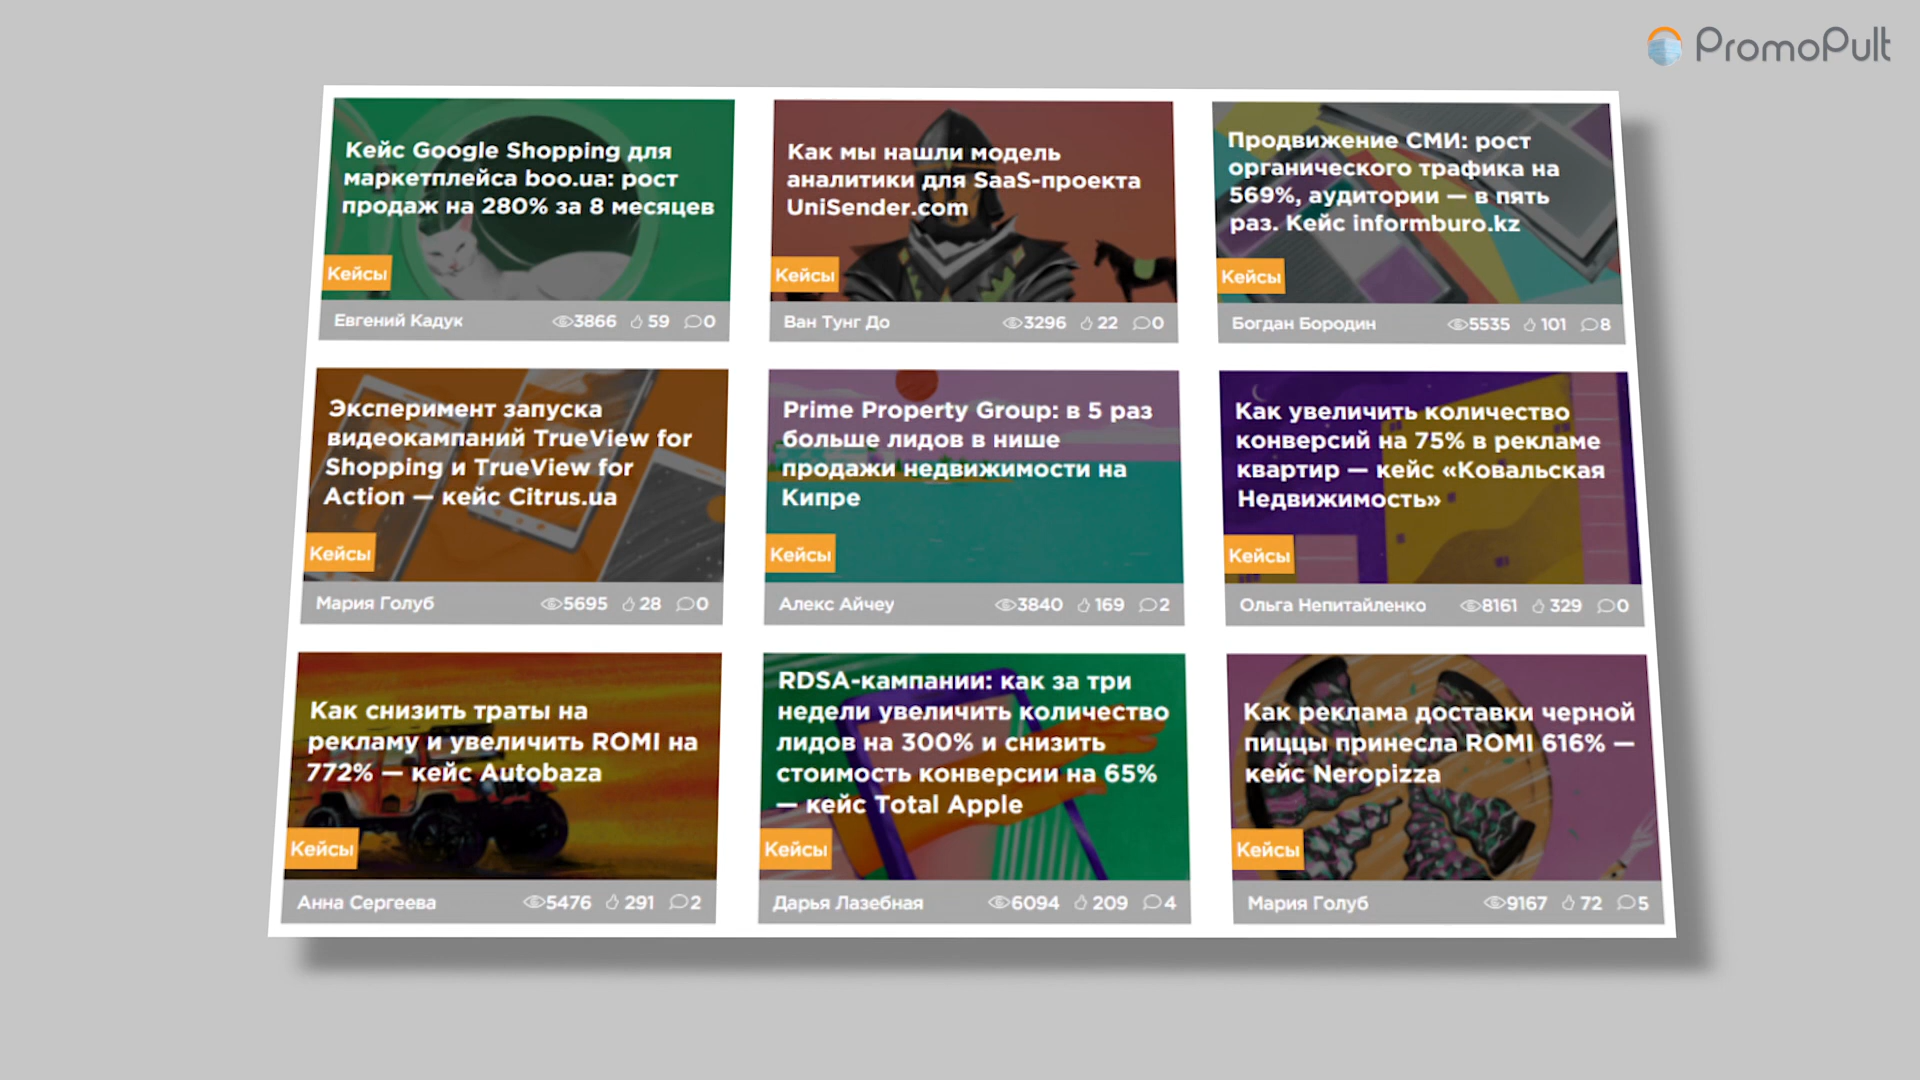 PromoPult
Кейс Google Shopping для
маркетплейса boo.ua: рост
продаж на 280% за 8 месяцев
Кейсы
Евгений Кадук 3866 59 0
Как мы нашли модель
аналитики для SaaS-проекта
UniSender.com
Кейсы
Ван Тунг До 3296 22 0
Продвижение СМИ: рост
органического трафика на
569%, аудитории — в пять
раз. Кейс informburo.kz
Кейсы
Богдан Бородин 5535 101 8
Эксперимент запуска
видеокампаний TrueView for
Shopping и TrueView for
Action — кейс Citrus.ua
Кейсы
Мария Голуб 5695 28 0
Prime Property Group: в 5 раз
больше лидов в нише
продажи недвижимости на
Кипре
Кейсы
Алекс Айчеу 3840 169 2
Как увеличить количество
конверсий на 75% в рекламе
квартир — кейс «Ковальская
Недвижимость»
Кейсы
Ольга Непитайленко 8161 329 0
Как снизить траты на
рекламу и увеличить ROMI на
772% — кейс Autobaza
Кейсы
Анна Сергеева 5476 291 2
RDSA-кампании: как за три
недели увеличить количество
лидов на 300% и снизить
стоимость конверсии на 65%
— кейс Total Apple
Кейсы
Дарья Лазебная 6094 209 4
Как реклама доставки черной
пиццы принесла ROMI 616% —
кейс Neropizza
Кейсы
Мария Голуб 9167 72 5